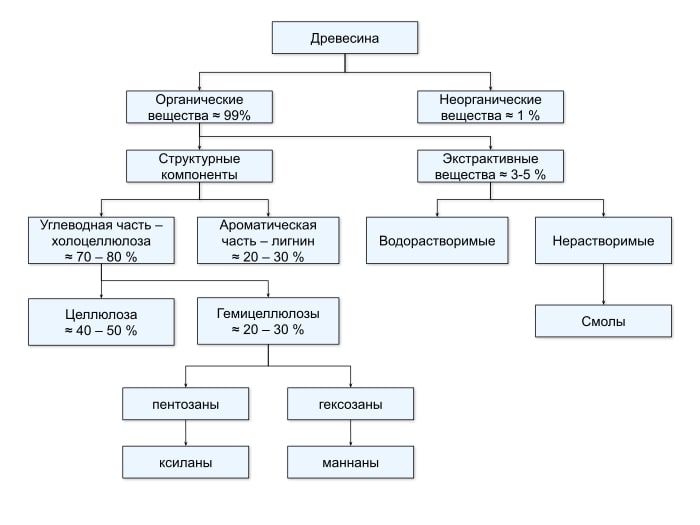 Древесина
Органические
вещества ≈ 99%
Неорганические
вещества ≈ 1 %
Структурные
компоненты
Экстрактивные
вещества ≈ 3-5 %
Углеводная часть –
холоцеллюлоза
≈ 70 – 80 %
Ароматическая
часть – лигнин
≈ 20 – 30 %
Водорастворимые
Нерастворимые
Целлюлоза
≈ 40 – 50 %
Гемицеллюлозы
≈ 20 – 30 %
Смолы
пентозаны
гексозаны
ксиланы
маннаны